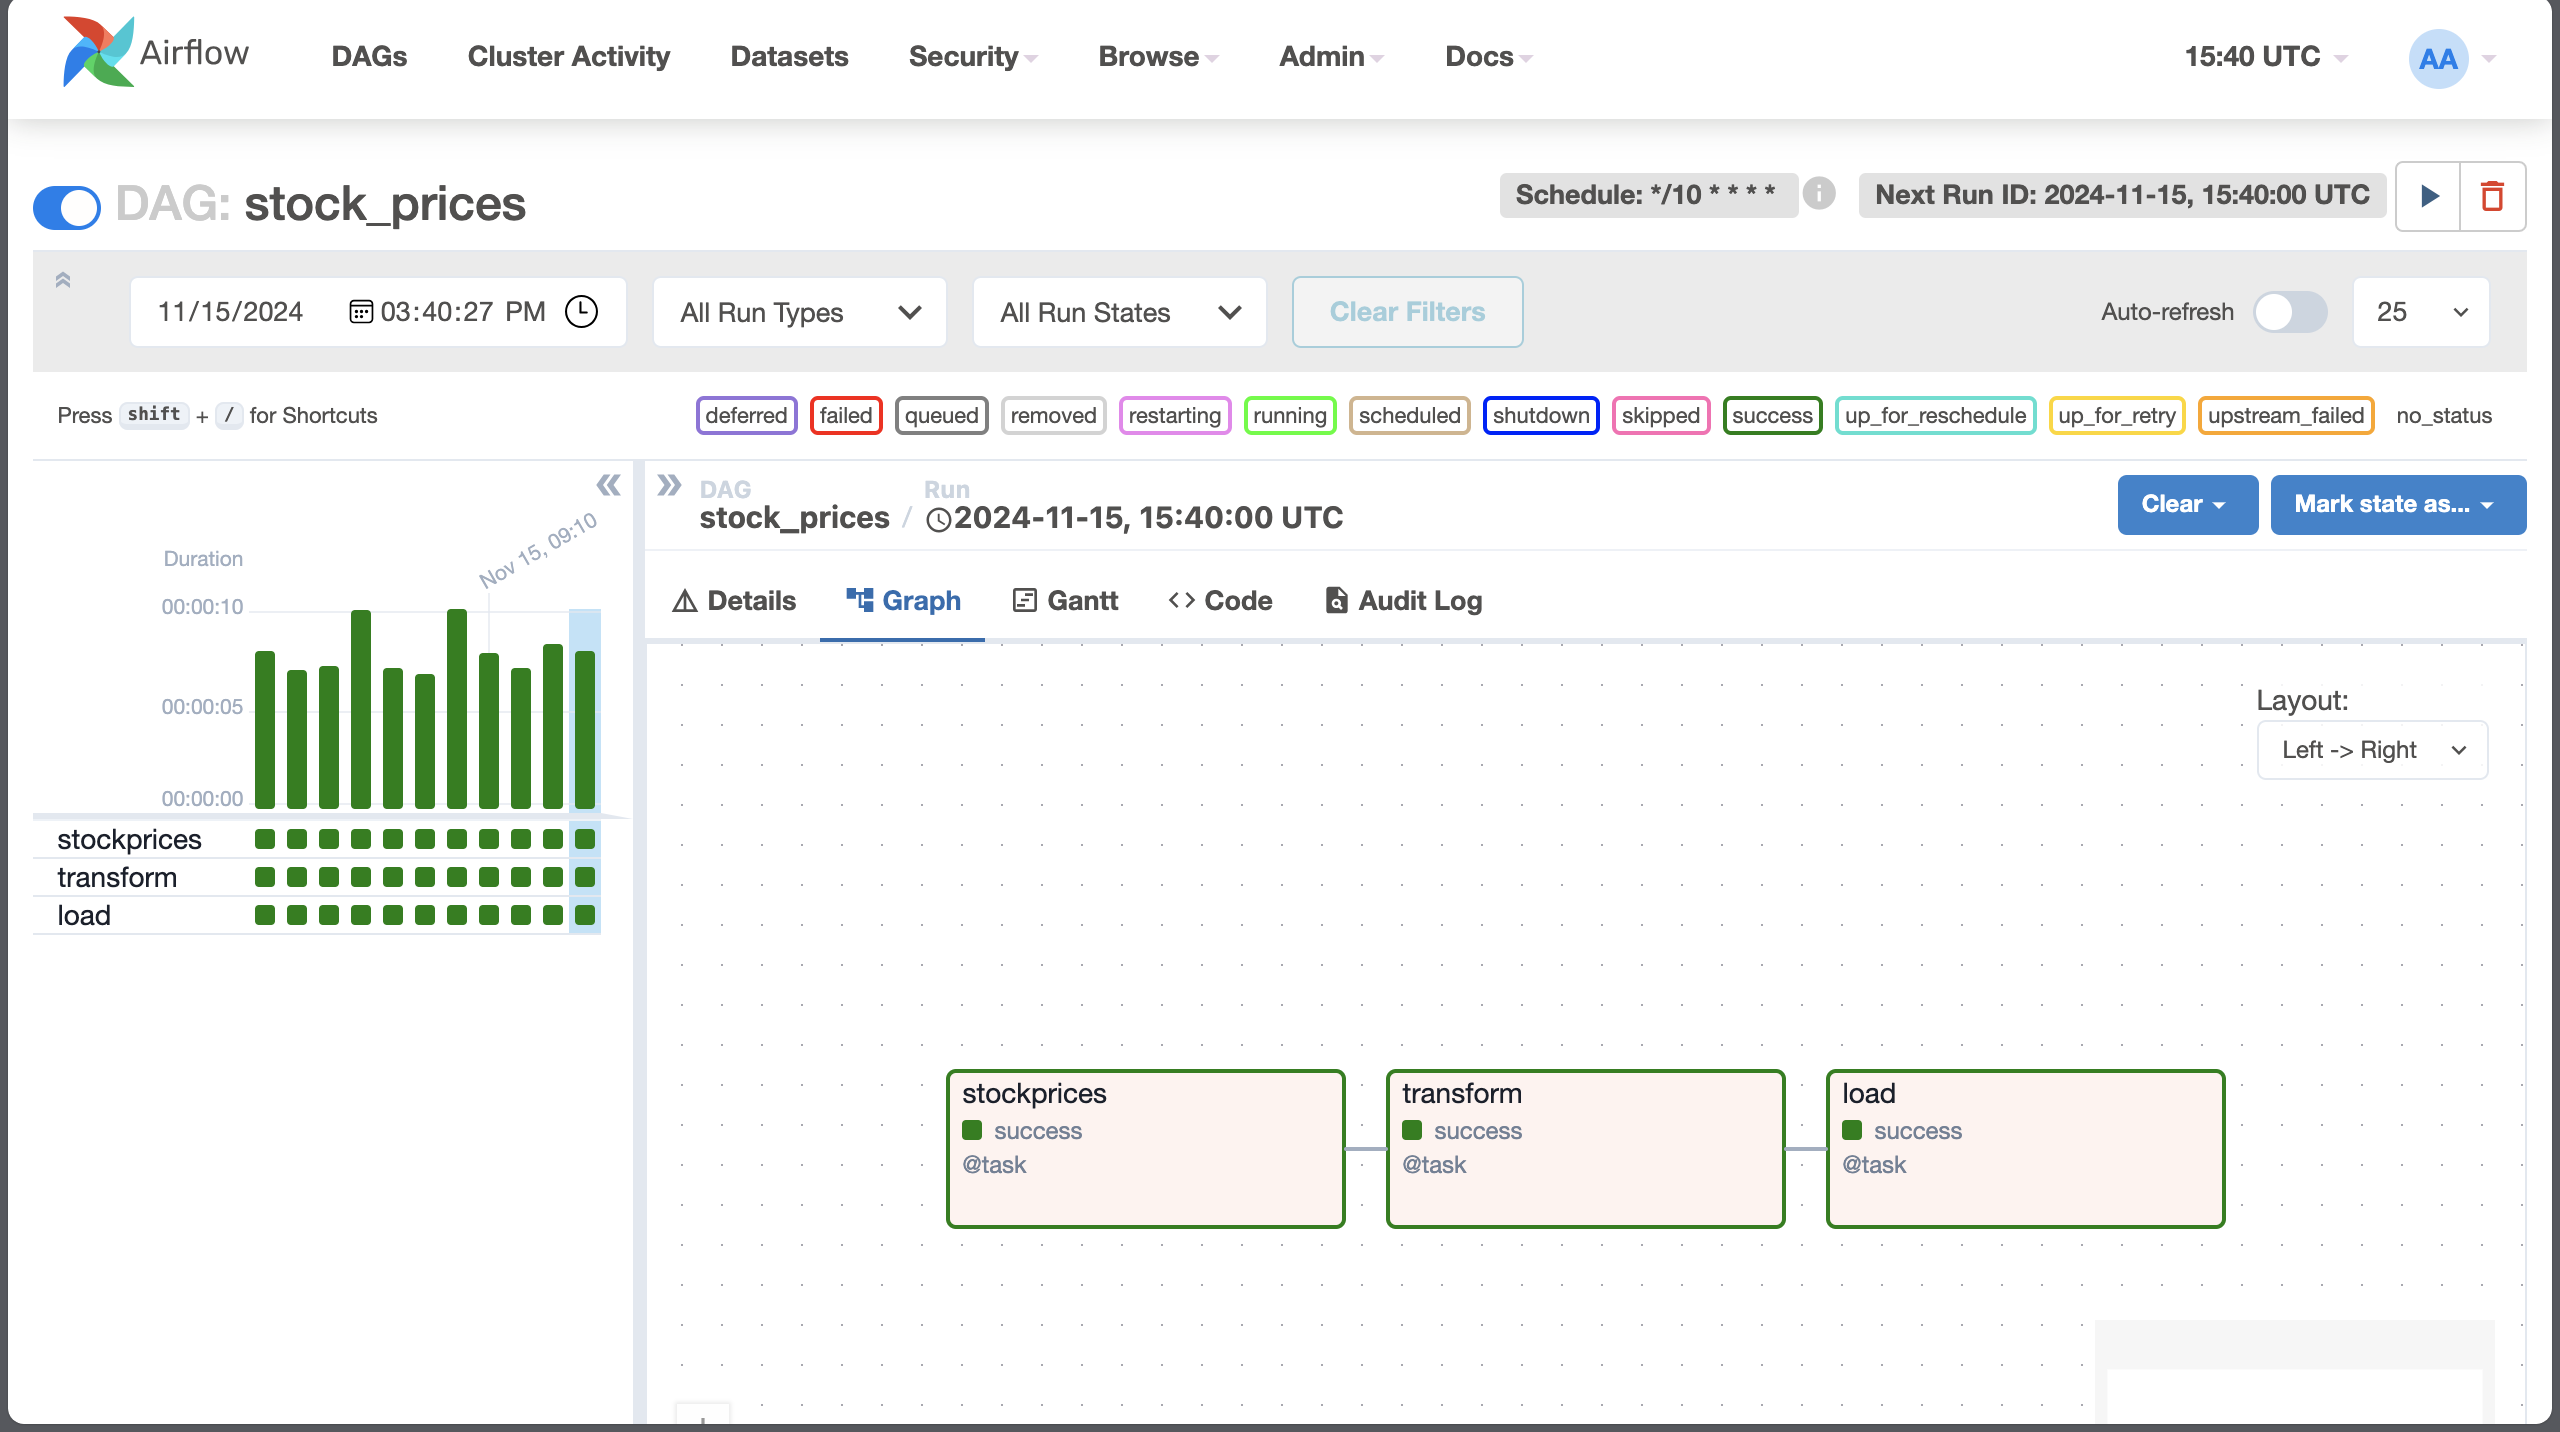 Airflow DAGs Cluster Activity Datasets Security Browse Admin Docs 15:40 UTC AA
DAG: stock_prices Schedule: */10 * * * * i Next Run ID: 2024-11-15, 15:40:00 UTC
11/15/2024 03:40:27 PM All Run Types All Run States Clear Filters Auto-refresh 25
Press shift + / for Shortcuts deferred failed queued removed restarting running scheduled shutdown skipped success up_for_reschedule up_for_retry upstream_failed no_status
Duration
Nov 15, 09:10
00:00:10
00:00:05
00:00:00
stockprices
transform
load
DAG Run
stock_prices / 2024-11-15, 15:40:00 UTC Clear Mark state as...
Details Graph Gantt Code Audit Log
Layout:
Left -> Right
stockprices
success
@task
transform
success
@task
load
success
@task